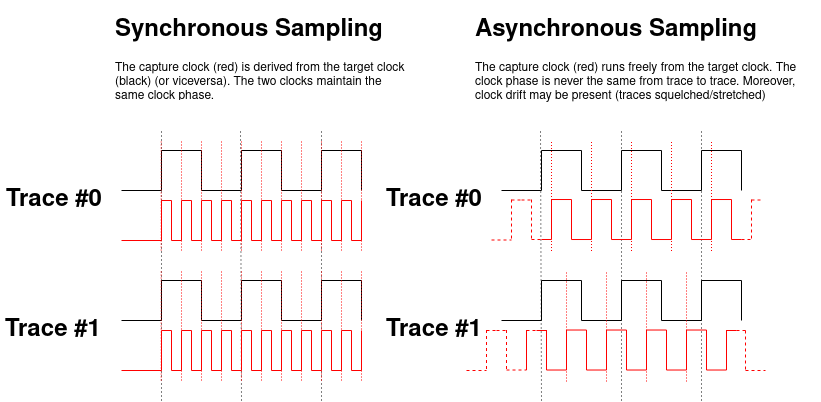 Synchronous Sampling
The capture clock (red) is derived from the target clock
(black) (or viceversa). The two clocks maintain the
same clock phase.
Trace #0
Trace #1
Asynchronous Sampling
The capture clock (red) runs freely from the target clock. The
clock phase is never the same from trace to trace. Moreover,
clock drift may be present (traces squelched/stretched)
Trace #0
Trace #1